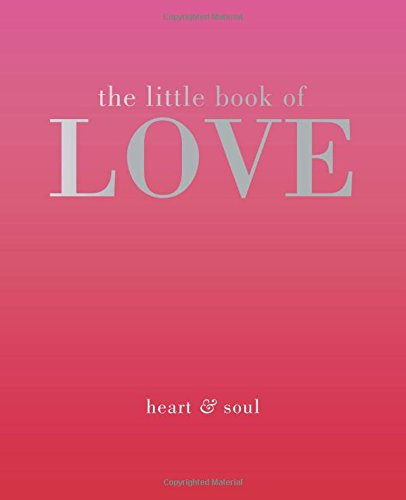 Copyrighted Material
the little book of
LOVE
heart & soul
Copyrighted Material